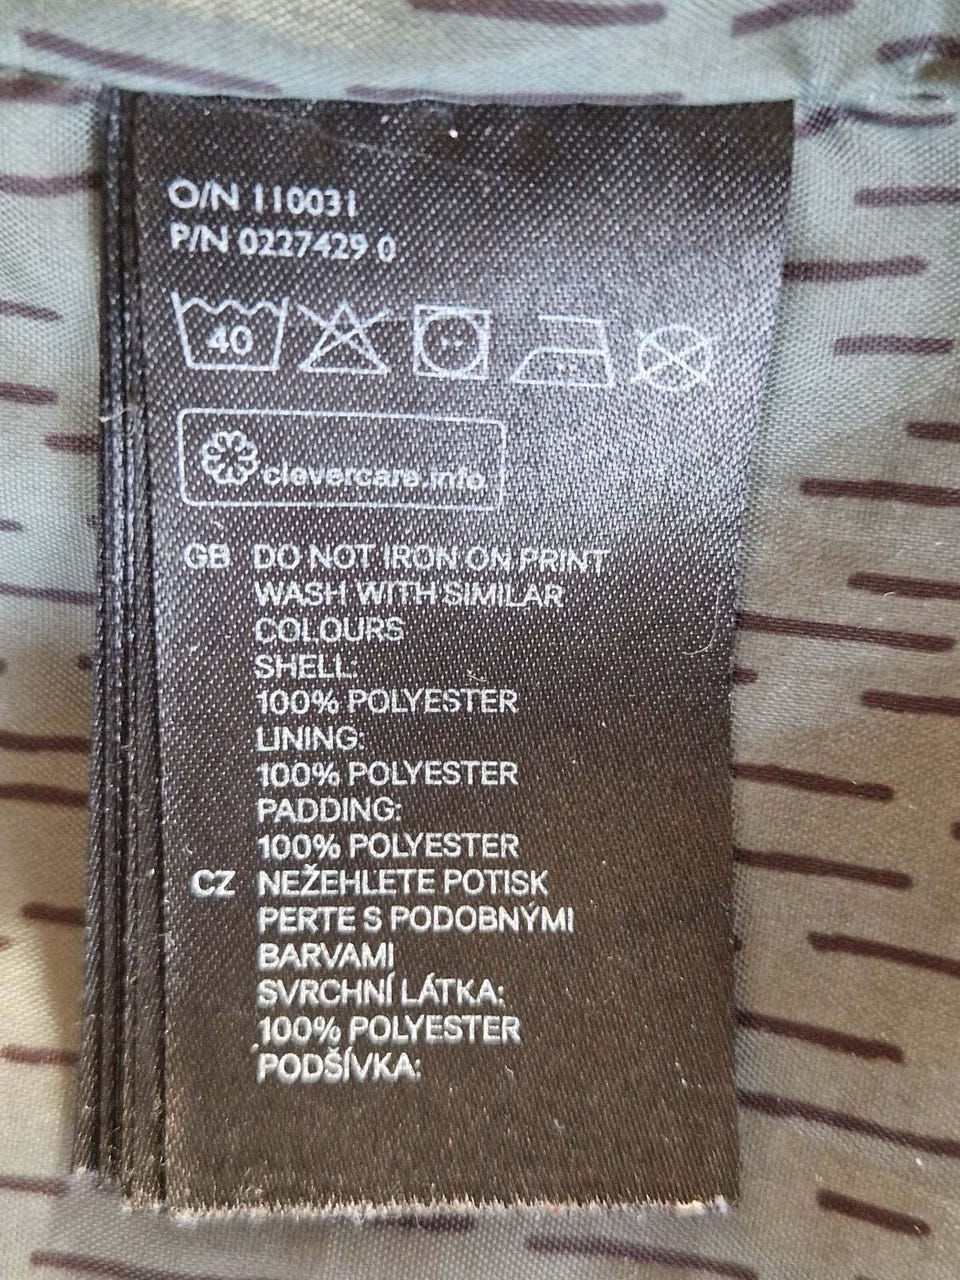 O/N 110031
P/N 0227429 0
40
clevercare.info
GB DO NOT IRON ON PRINT
WASH WITH SIMILAR
COLOURS
SHELL:
100% POLYESTER
LINING:
100% POLYESTER
PADDING:
100% POLYESTER
CZ NEŽEHLETE POTISK
PERTE S PODOBNÝMI
BARVAMI
SVRCHNÍ LÁTKA:
100% POLYESTER
PODŠÍVKA: